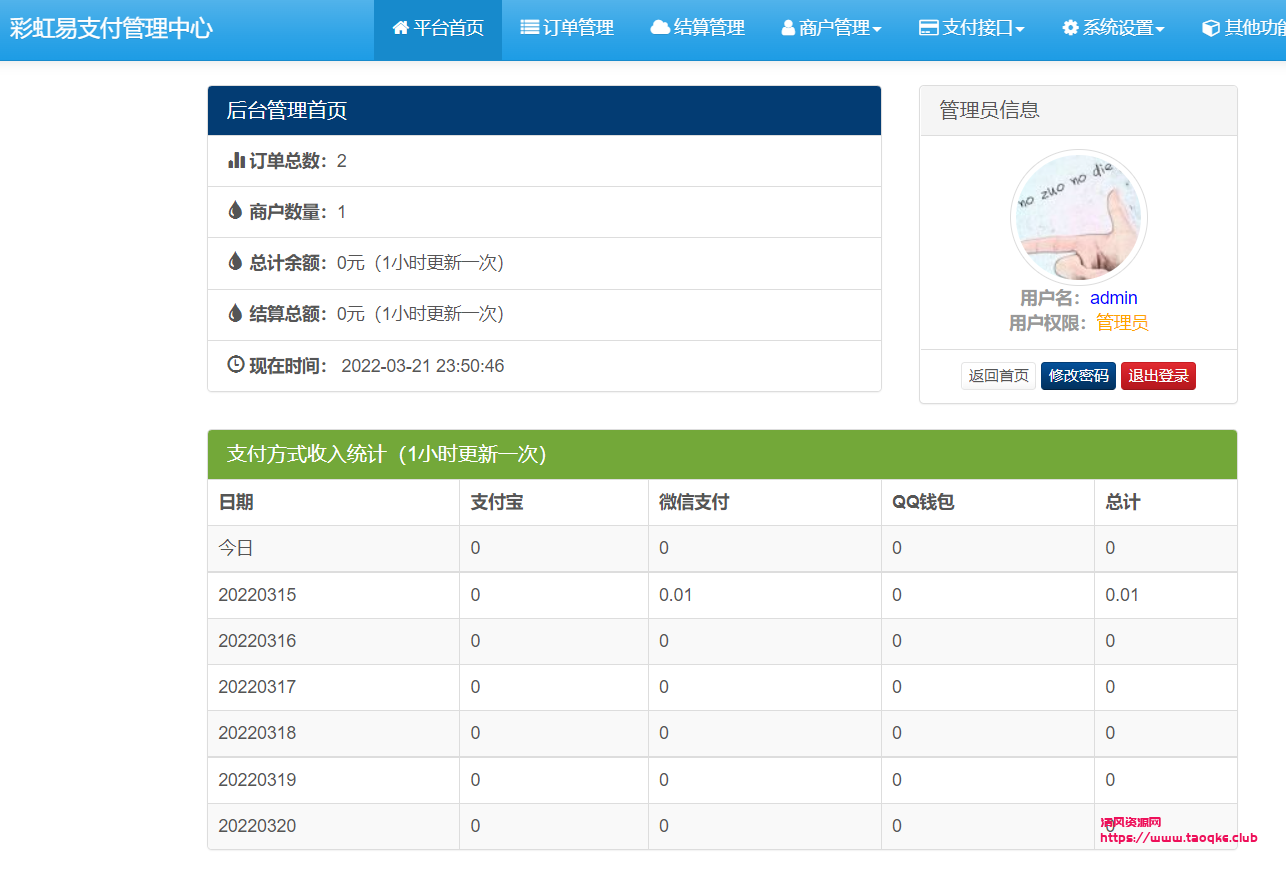 彩虹易支付管理中心 平台首页 订单管理 结算管理 商户管理 支付接口 系统设置 其他功能
后台管理首页
订单总数：2
商户数量：1
总计余额：0元（1小时更新一次）
结算总额：0元（1小时更新一次）
现在时间： 2022-03-21 23:50:46
管理员信息
no zuo no die
用户名：admin
用户权限：管理员
返回首页 修改密码 退出登录
支付方式收入统计（1小时更新一次）
日期 支付宝 微信支付 QQ钱包 总计
今日 0 0 0 0
20220315 0 0.01 0 0.01
20220316 0 0 0 0
20220317 0 0 0 0
20220318 0 0 0 0
20220319 0 0 0 0
20220320 0 0 0 0
风资源网
https://www.taoqke.club